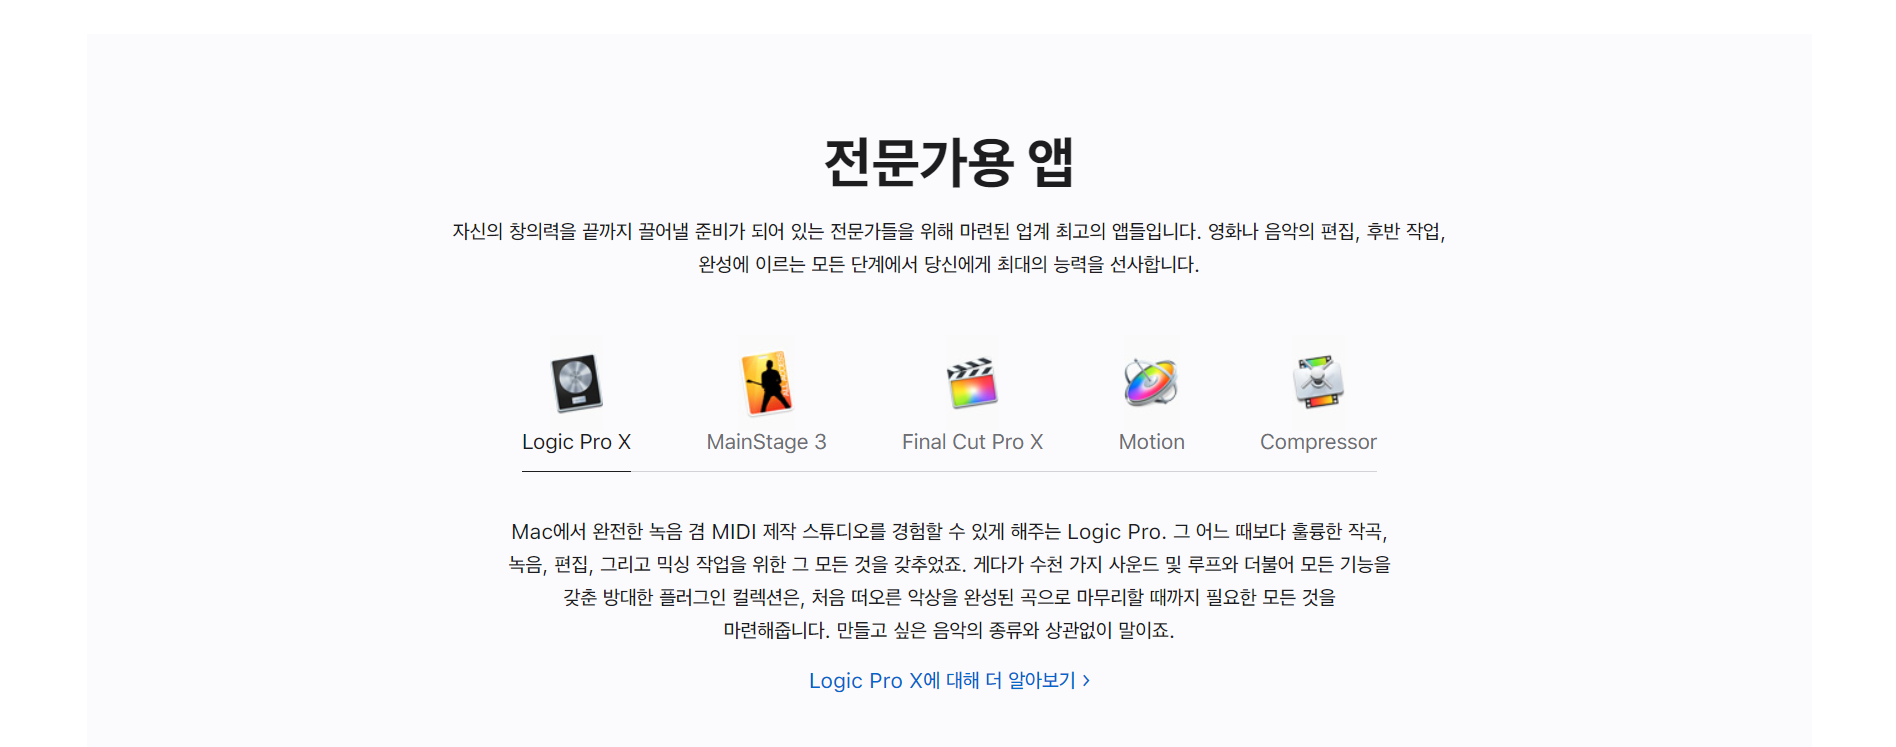 전문가용 앱
자신의 창의력을 끝까지 끌어낼 준비가 되어 있는 전문가들을 위해 마련된 업계 최고의 앱들입니다. 영화나 음악의 편집, 후반 작업,
완성에 이르는 모든 단계에서 당신에게 최대의 능력을 선사합니다.
Logic Pro X
MainStage 3
Final Cut Pro X
Motion
Compressor
Mac에서 완전한 녹음 겸 MIDI 제작 스튜디오를 경험할 수 있게 해주는 Logic Pro. 그 어느 때보다 훌륭한 작곡,
녹음, 편집, 그리고 믹싱 작업을 위한 그 모든 것을 갖추었죠. 게다가 수천 가지 사운드 및 루프와 더불어 모든 기능을
갖춘 방대한 플러그인 컬렉션은, 처음 떠오른 악상을 완성된 곡으로 마무리할 때까지 필요한 모든 것을
마련해줍니다. 만들고 싶은 음악의 종류와 상관없이 말이죠.
Logic Pro X에 대해 더 알아보기 >